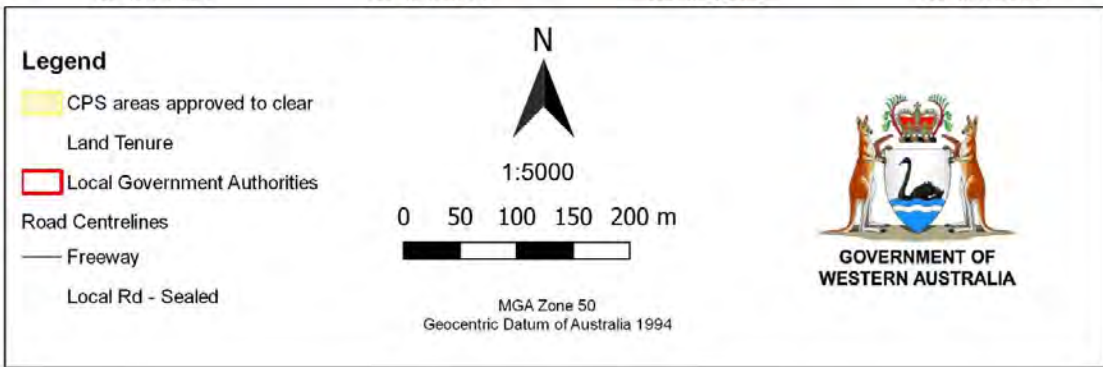 Legend
CPS areas approved to clear
Land Tenure
Local Government Authorities
Road Centrelines
Freeway
Local Rd - Sealed
N
1:5000
0 50 100 150 200 m
MGA Zone 50
Geocentric Datum of Australia 1994
GOVERNMENT OF
WESTERN AUSTRALIA